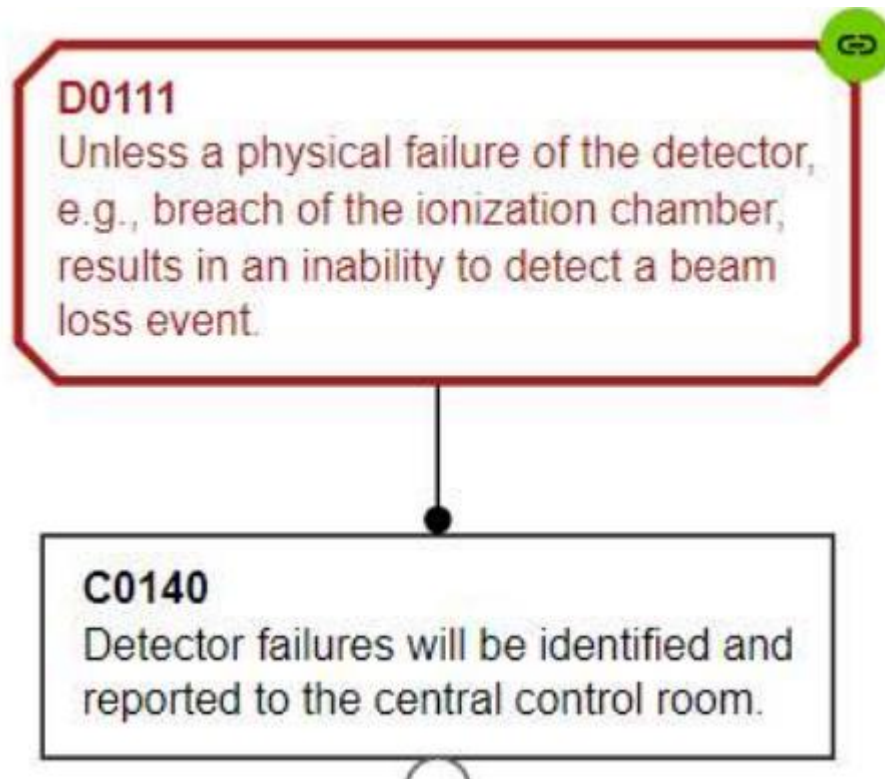 D0111
Unless a physical failure of the detector,
e.g., breach of the ionization chamber,
results in an inability to detect a beam
loss event.
C0140
Detector failures will be identified and
reported to the central control room.